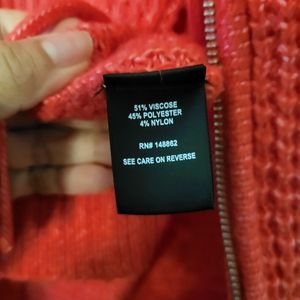 51% VISCOSE
45% POLYESTER
4% NYLON
RN# 148862
SEE CARE ON REVERSE